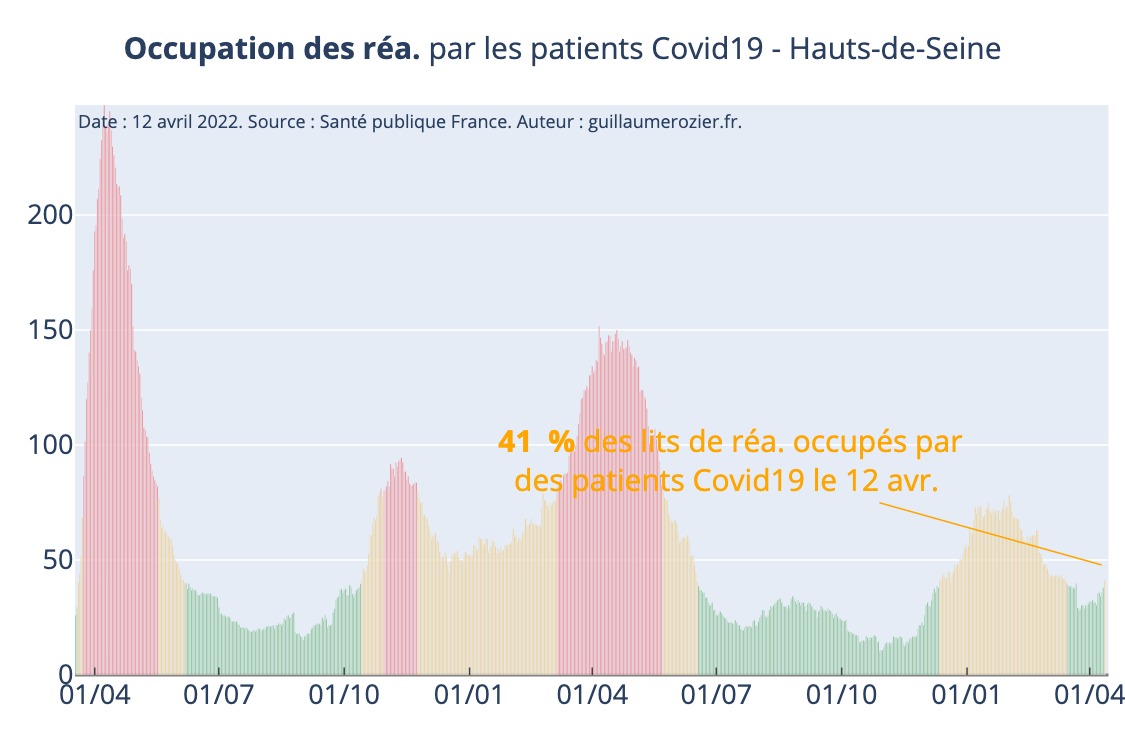 Occupation des réa. par les patients Covid19 - Hauts-de-Seine
Date : 12 avril 2022. Source : Santé publique France. Auteur : guillaumerozier.fr.
200
150
100
50
0
41 % des lits de réa. occupés par
des patients Covid19 le 12 avr.
01/04 01/07 01/10 01/01 01/04 01/07 01/10 01/01 01/04